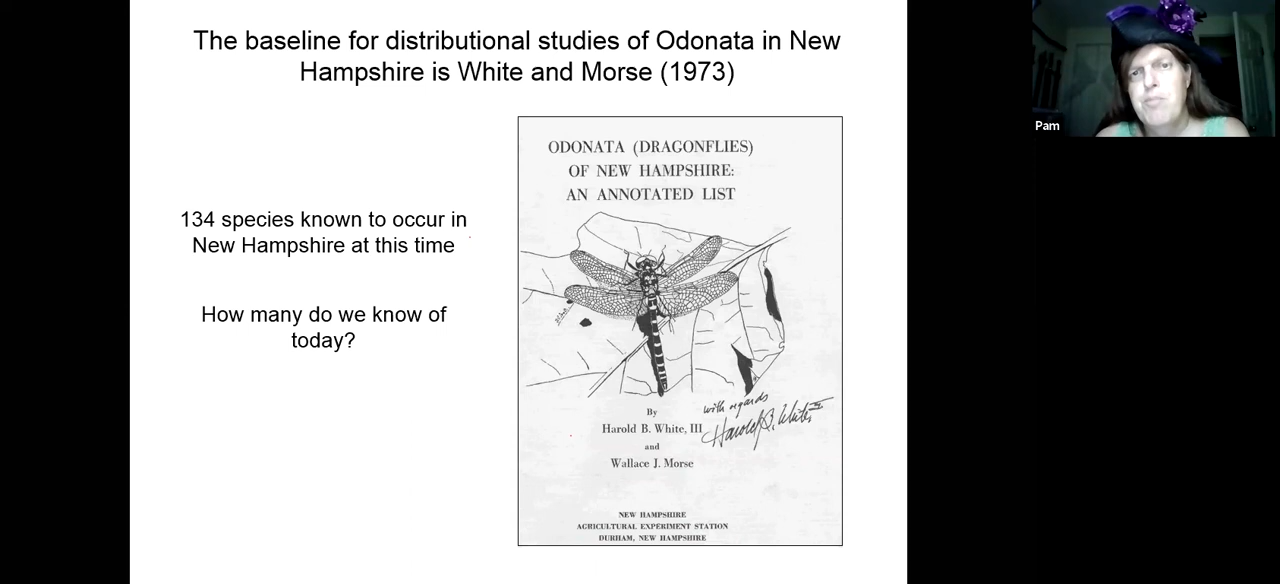 The baseline for distributional studies of Odonata in New
Hampshire is White and Morse (1973)
134 species known to occur in
New Hampshire at this time
How many do we know of
today?
ODONATA (DRAGONFLIES)
OF NEW HAMPSHIRE:
AN ANNOTATED LIST
with regards
Harold B. White III
By
Harold B. White, III
and
Wallace J. Morse
NEW HAMPSHIRE
AGRICULTURAL EXPERIMENT STATION
DURHAM, NEW HAMPSHIRE
Pam